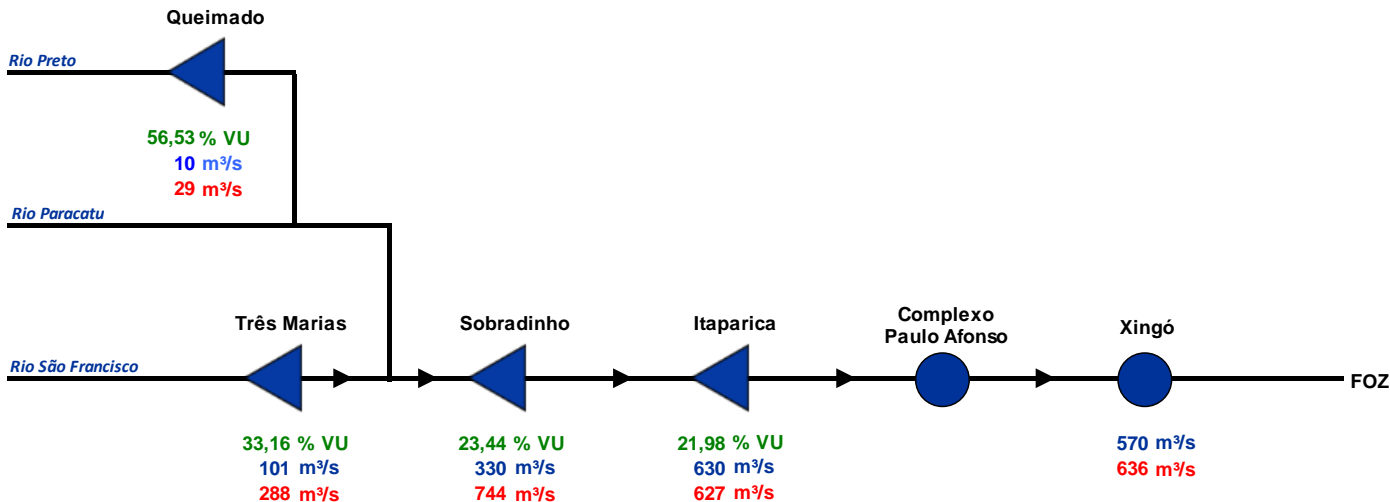 Queimado
Rio Preto
56,53 % VU
10 m³/s
29 m³/s
Rio Paracatu
Três Marias
Sobradinho
Itaparica
Complexo
Paulo Afonso
Xingó
Rio São Francisco
FOZ
33,16 % VU
101 m³/s
288 m³/s
23,44 % VU
330 m³/s
744 m³/s
21,98 % VU
630 m³/s
627 m³/s
570 m³/s
636 m³/s